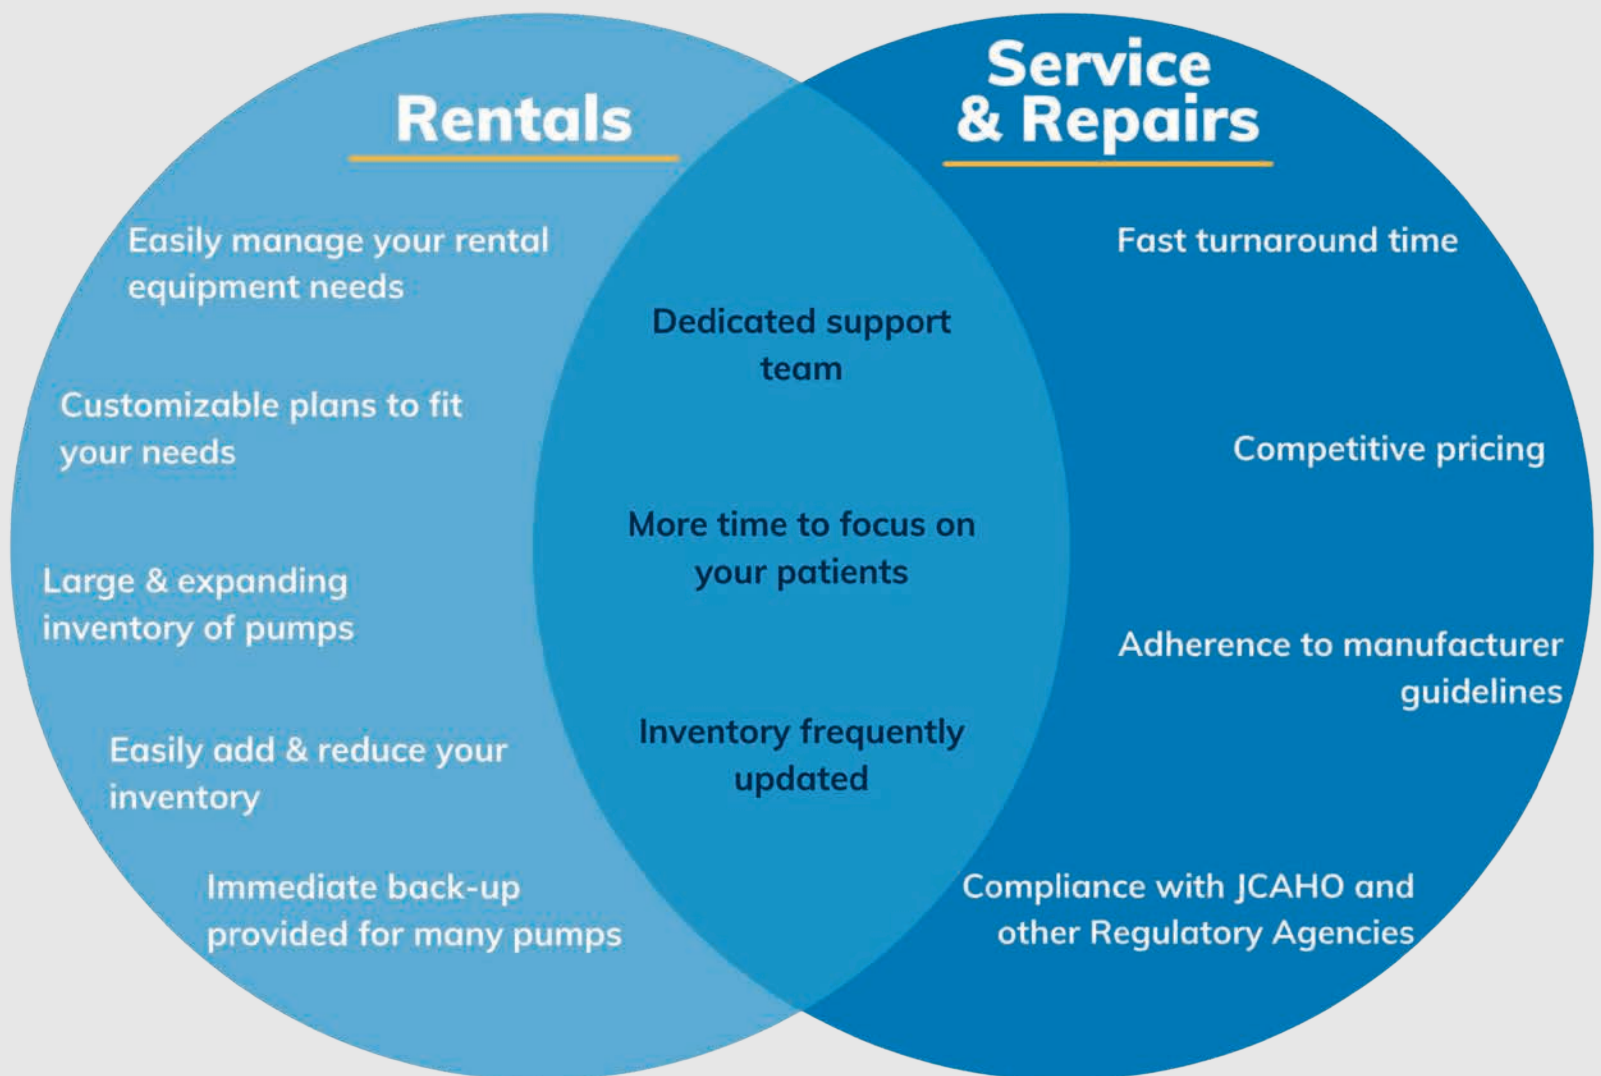 Rentals
Easily manage your rental
equipment needs
Customizable plans to fit
your needs
Large & expanding
inventory of pumps
Easily add & reduce your
inventory
Immediate back-up
provided for many pumps
Dedicated support
team
More time to focus on
your patients
Inventory frequently
updated
Service
& Repairs
Fast turnaround time
Competitive pricing
Adherence to manufacturer
guidelines
Compliance with JCAHO and
other Regulatory Agencies